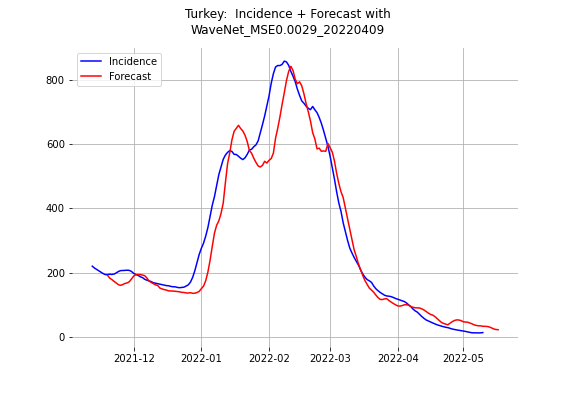 Turkey:  Incidence + Forecast with
WaveNet_MSE0.0029_20220409
Incidence
Forecast
800
600
400
200
0
2021-12
2022-01
2022-02
2022-03
2022-04
2022-05